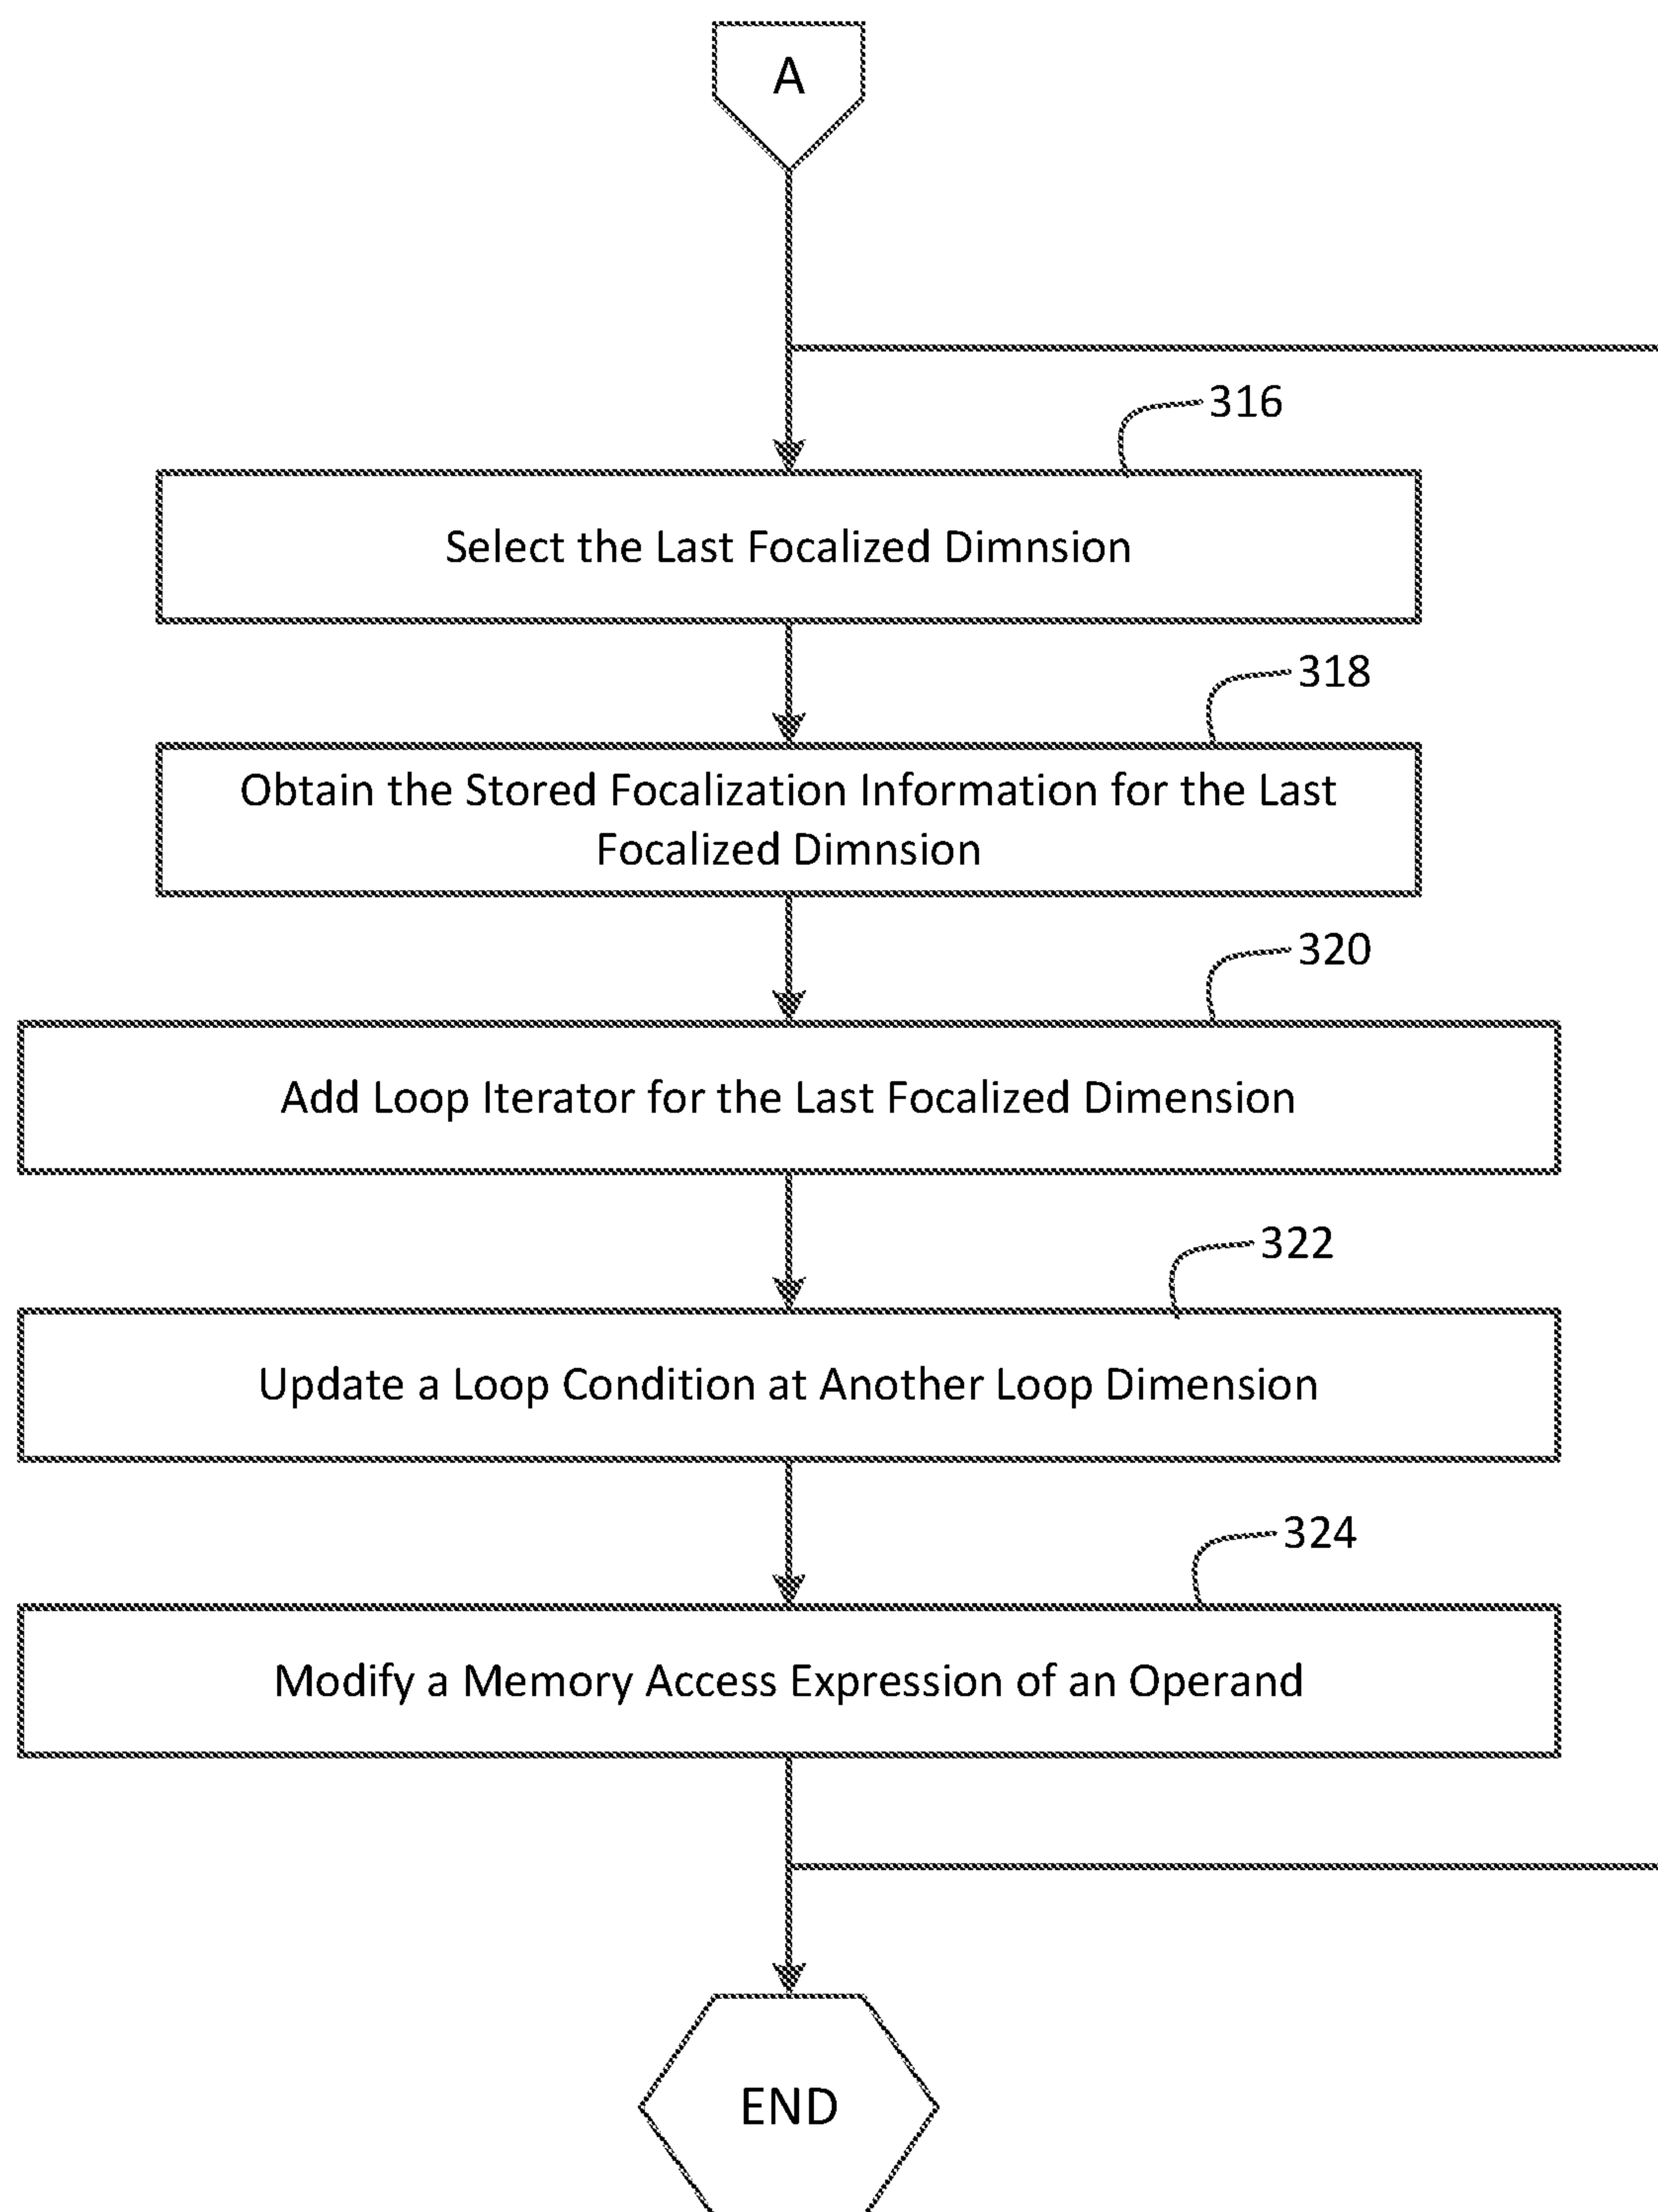 A
316
Select the Last Focalized Dimnsion
318
Obtain the Stored Focalization Information for the Last
Focalized Dimnsion
320
Add Loop Iterator for the Last Focalized Dimension
322
Update a Loop Condition at Another Loop Dimension
324
Modify a Memory Access Expression of an Operand
END